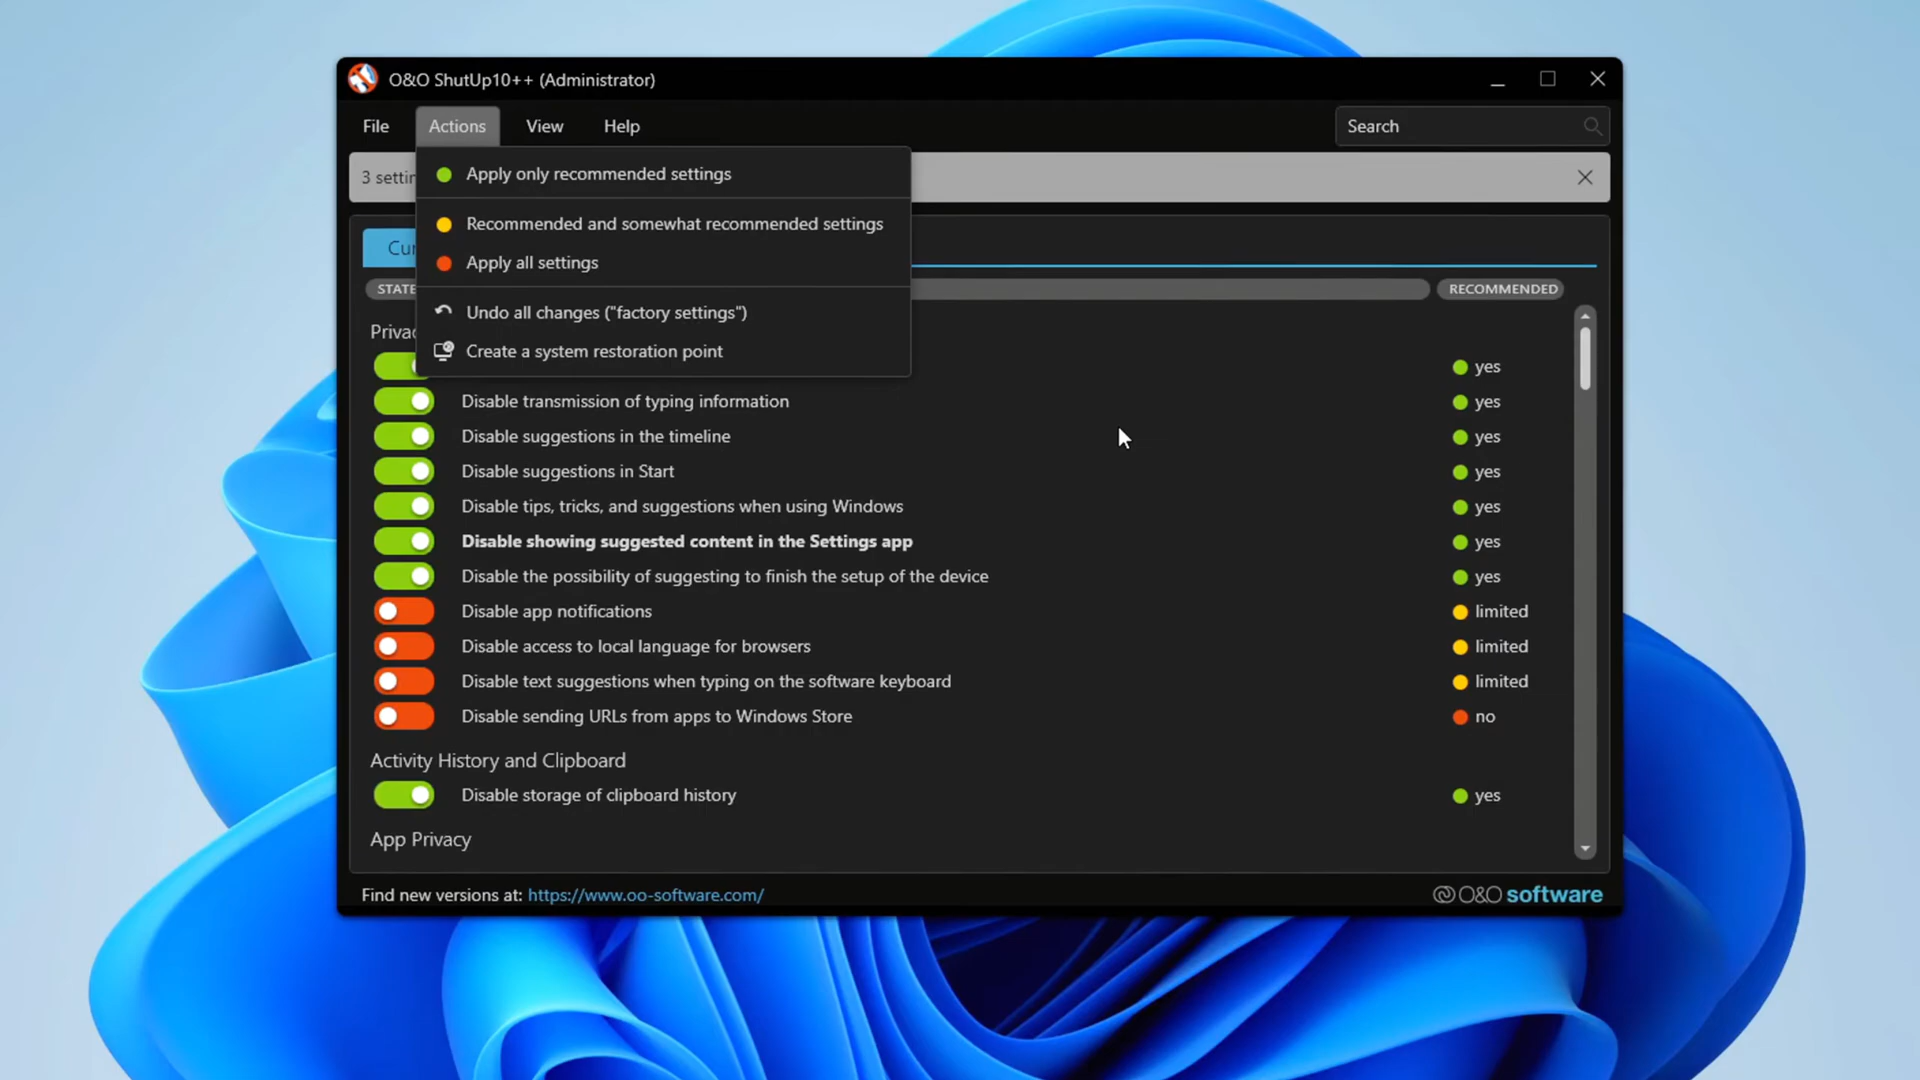 O&O ShutUp10++ (Administrator)
File Actions View Help Search
3 settin
Apply only recommended settings
Recommended and somewhat recommended settings
Cur
Apply all settings
STATE RECOMMENDED
Undo all changes ("factory settings")
Privac
Create a system restoration point
yes
Disable transmission of typing information yes
Disable suggestions in the timeline yes
Disable suggestions in Start yes
Disable tips, tricks, and suggestions when using Windows yes
Disable showing suggested content in the Settings app yes
Disable the possibility of suggesting to finish the setup of the device yes
Disable app notifications limited
Disable access to local language for browsers limited
Disable text suggestions when typing on the software keyboard limited
Disable sending URLs from apps to Windows Store no
Activity History and Clipboard
Disable storage of clipboard history yes
App Privacy
Find new versions at: https://www.oo-software.com/ O&O software